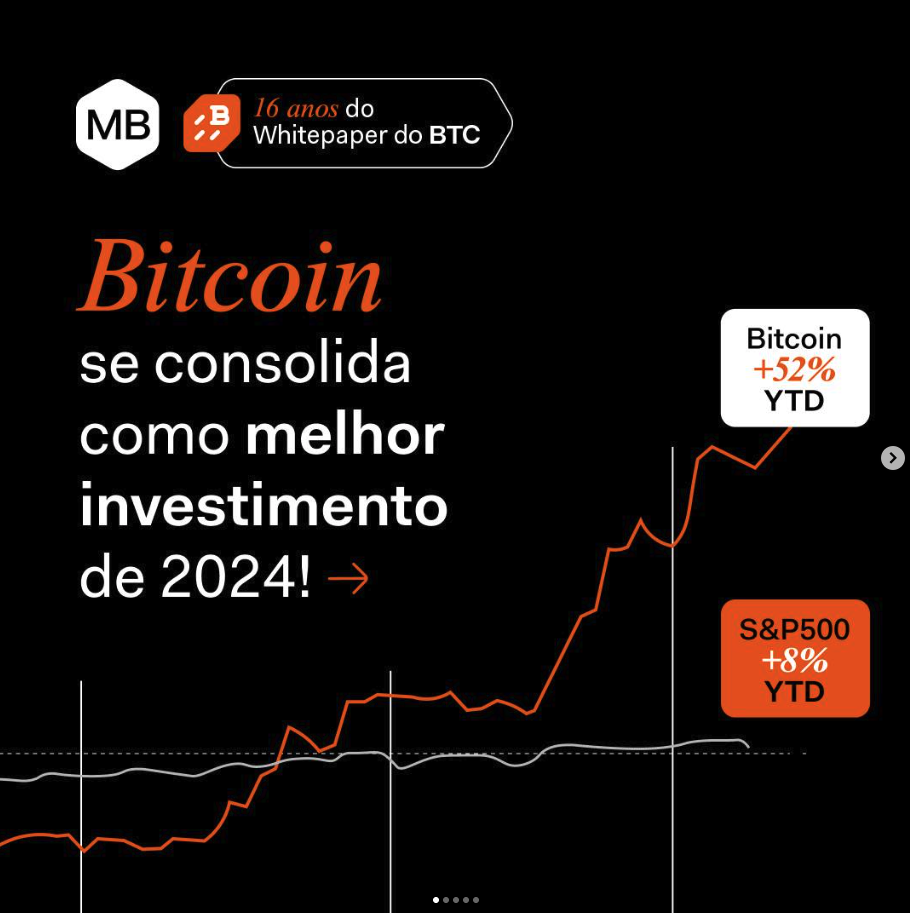 MB
B
16 anos do
Whitepaper do BTC
Bitcoin
se consolida
como melhor
investimento
de 2024!
Bitcoin
+52%
YTD
S&P500
+8%
YTD